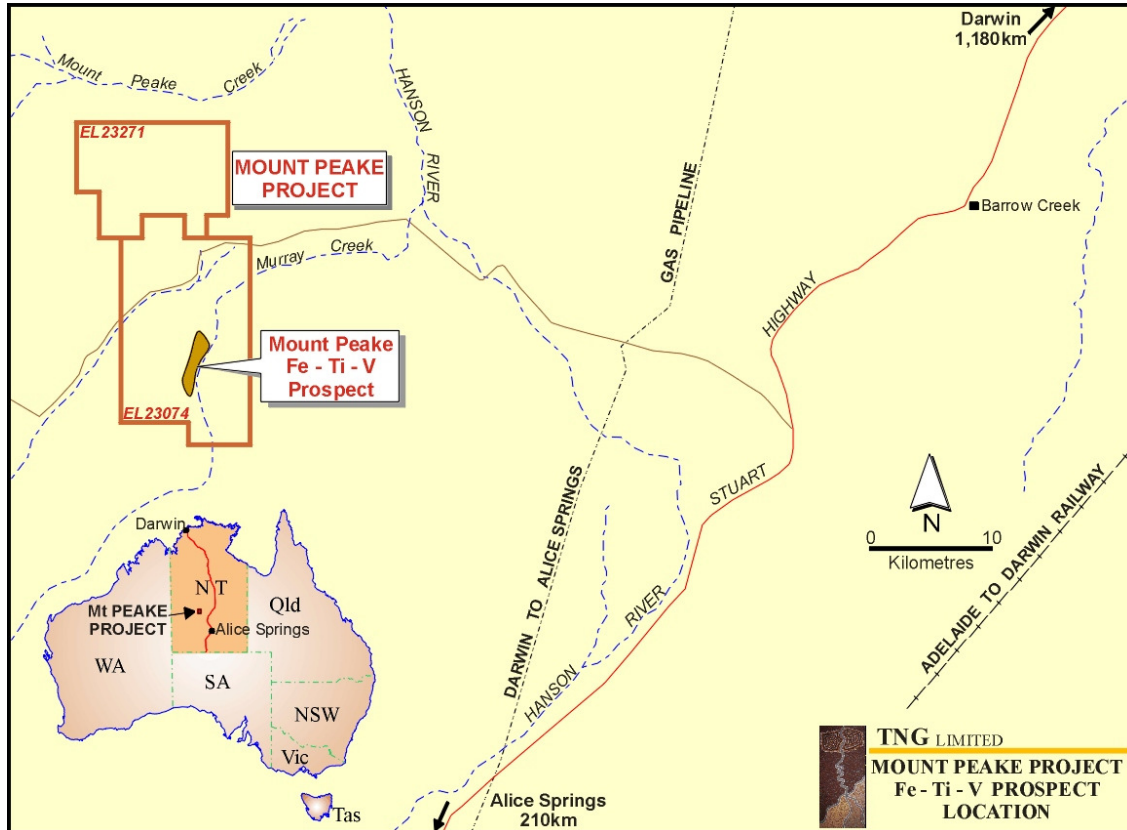 Darwin
1,180km
Mount Peake Creek
HANSON
RIVER
EL23271
MOUNT PEAKE
PROJECT
Barrow Creek
GAS PIPELINE
Murray Creek
HIGHWAY
Mount Peake
Fe - Ti - V
Prospect
EL23074
STUART
DARWIN TO ALICE SPRINGS
N
0 10
Kilometres
ADELAIDE TO DARWIN RAILWAY
HANSON
RIVER
Darwin
NT
Qld
Mt PEAKE
PROJECT
Alice Springs
WA
SA
NSW
Vic
Tas
Alice Springs
210km
TNG LIMITED
MOUNT PEAKE PROJECT
Fe - Ti - V PROSPECT
LOCATION